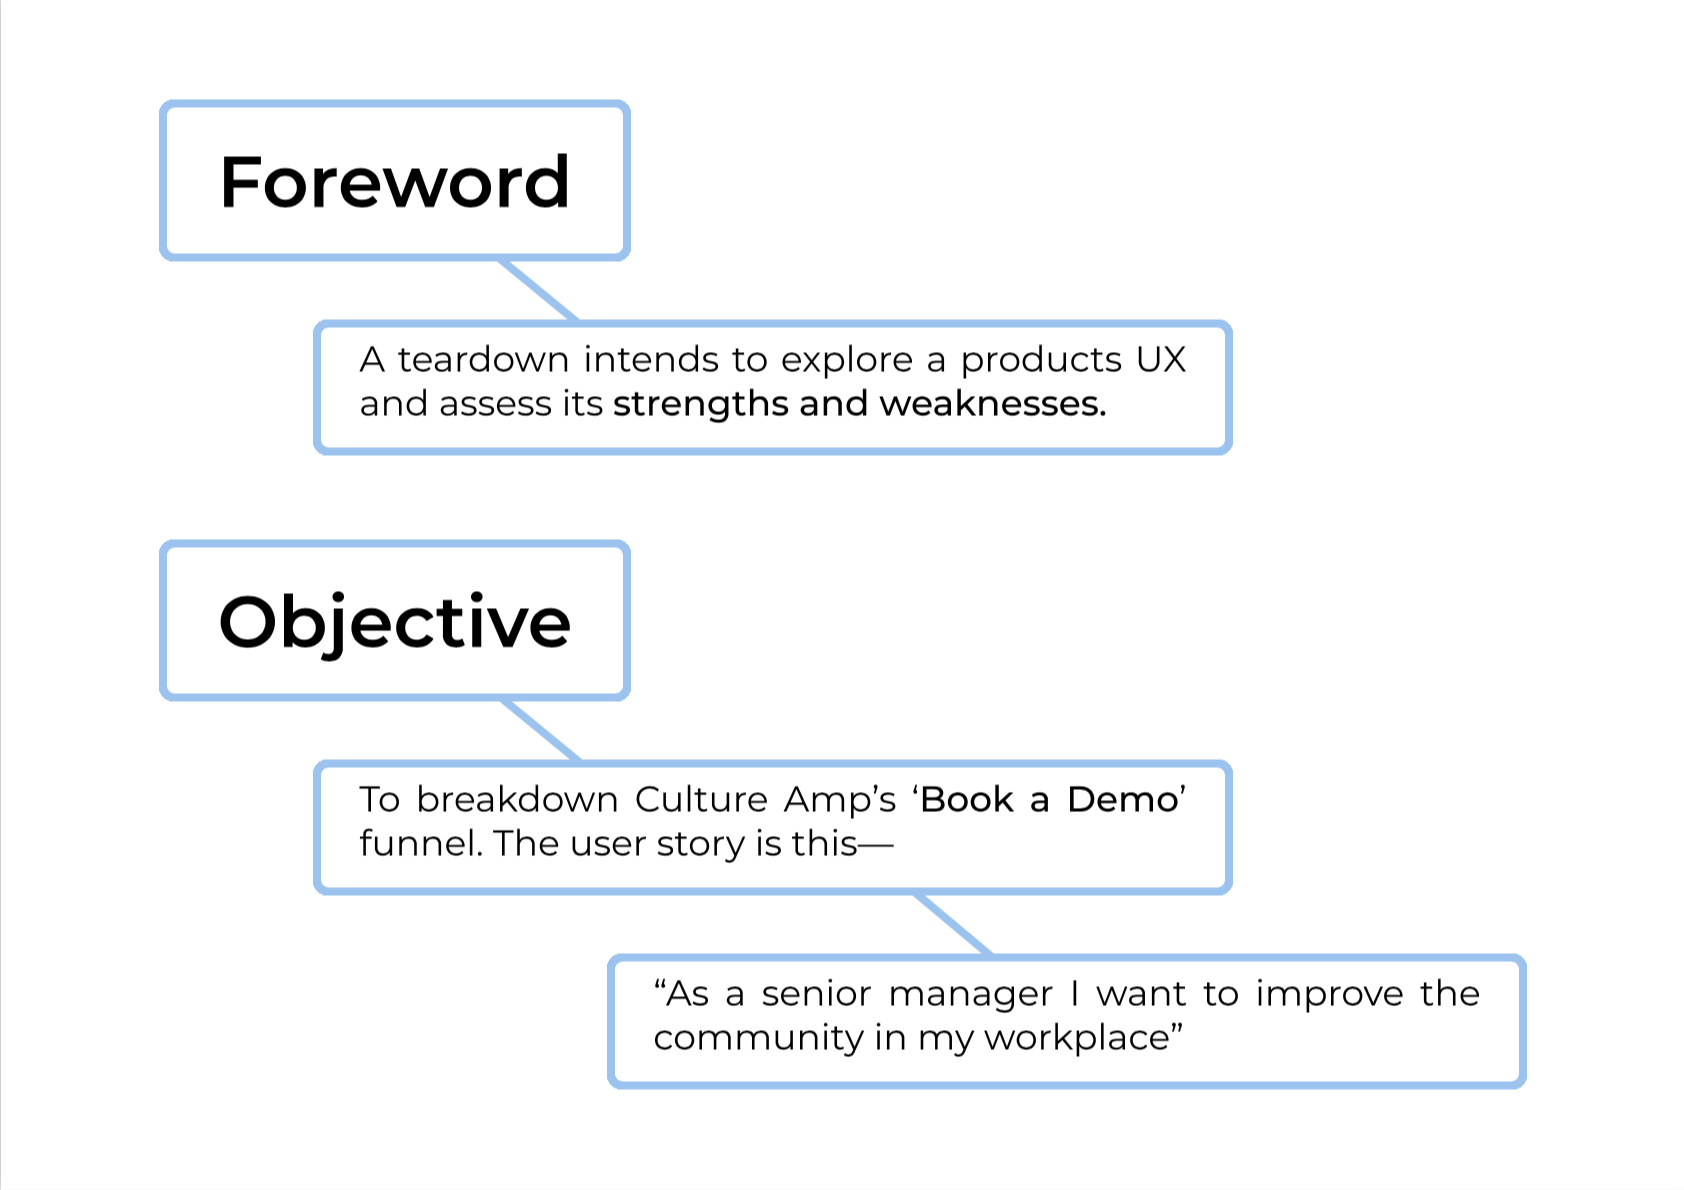 Foreword
A teardown intends to explore a products UX
and assess its strengths and weaknesses.
Objective
To breakdown Culture Amp’s ‘Book a Demo’
funnel. The user story is this—
“As a senior manager I want to improve the
community in my workplace”